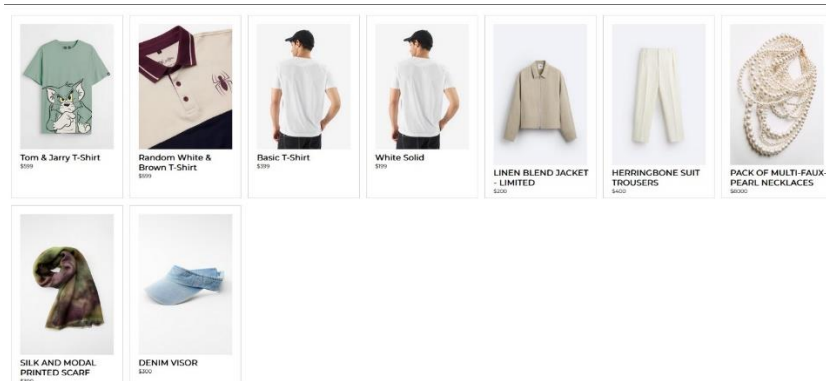 Tom & Jarry T-Shirt
$599
Random White &
Brown T-Shirt
$599
Basic T-Shirt
$399
White Solid
$199
LINEN BLEND JACKET
- LIMITED
$200
HERRINGBONE SUIT
TROUSERS
$400
PACK OF MULTI-FAUX-
PEARL NECKLACES
$6000
SILK AND MODAL
PRINTED SCARF
DENIM VISOR
$300